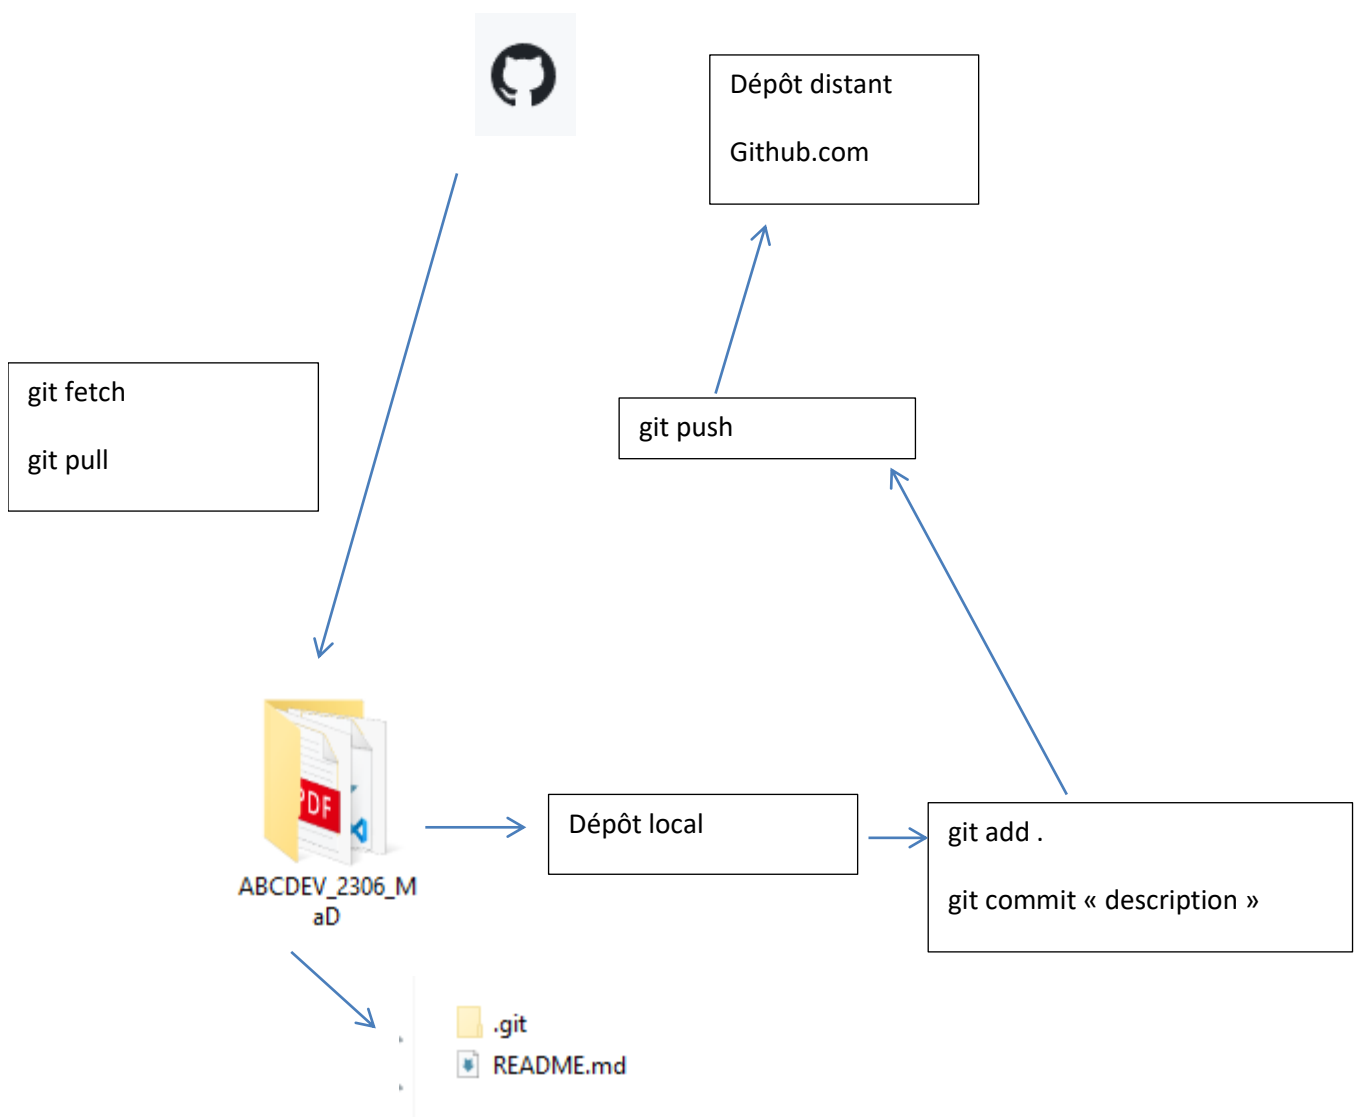 Dépôt distant
Github.com
git fetch
git pull
git push
PDF
ABCDEV_2306_M
aD
Dépôt local
git add .
git commit « description »
.git
README.md